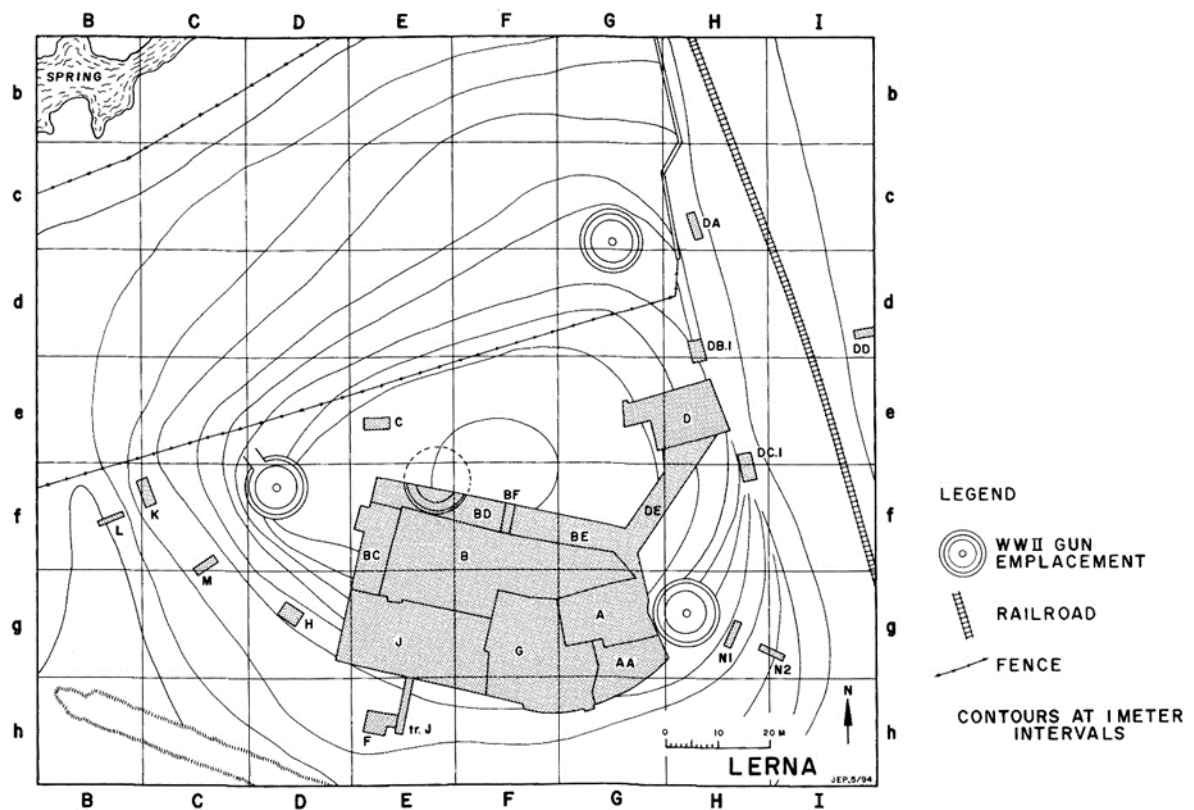 B C D E F G H I
SPRING
b b
c c
DA
d d
DB.I DD
e e
C D
DC.I
f f
K L BF BD DE BE BC B
M
g g
H A J G AA N1 N2
h h
F tr. J
N
0 10 20 M
LERNA
JEP.5/94
B C D E F G H I
LEGEND
WWII GUN
EMPLACEMENT
RAILROAD
FENCE
CONTOURS AT I METER
INTERVALS